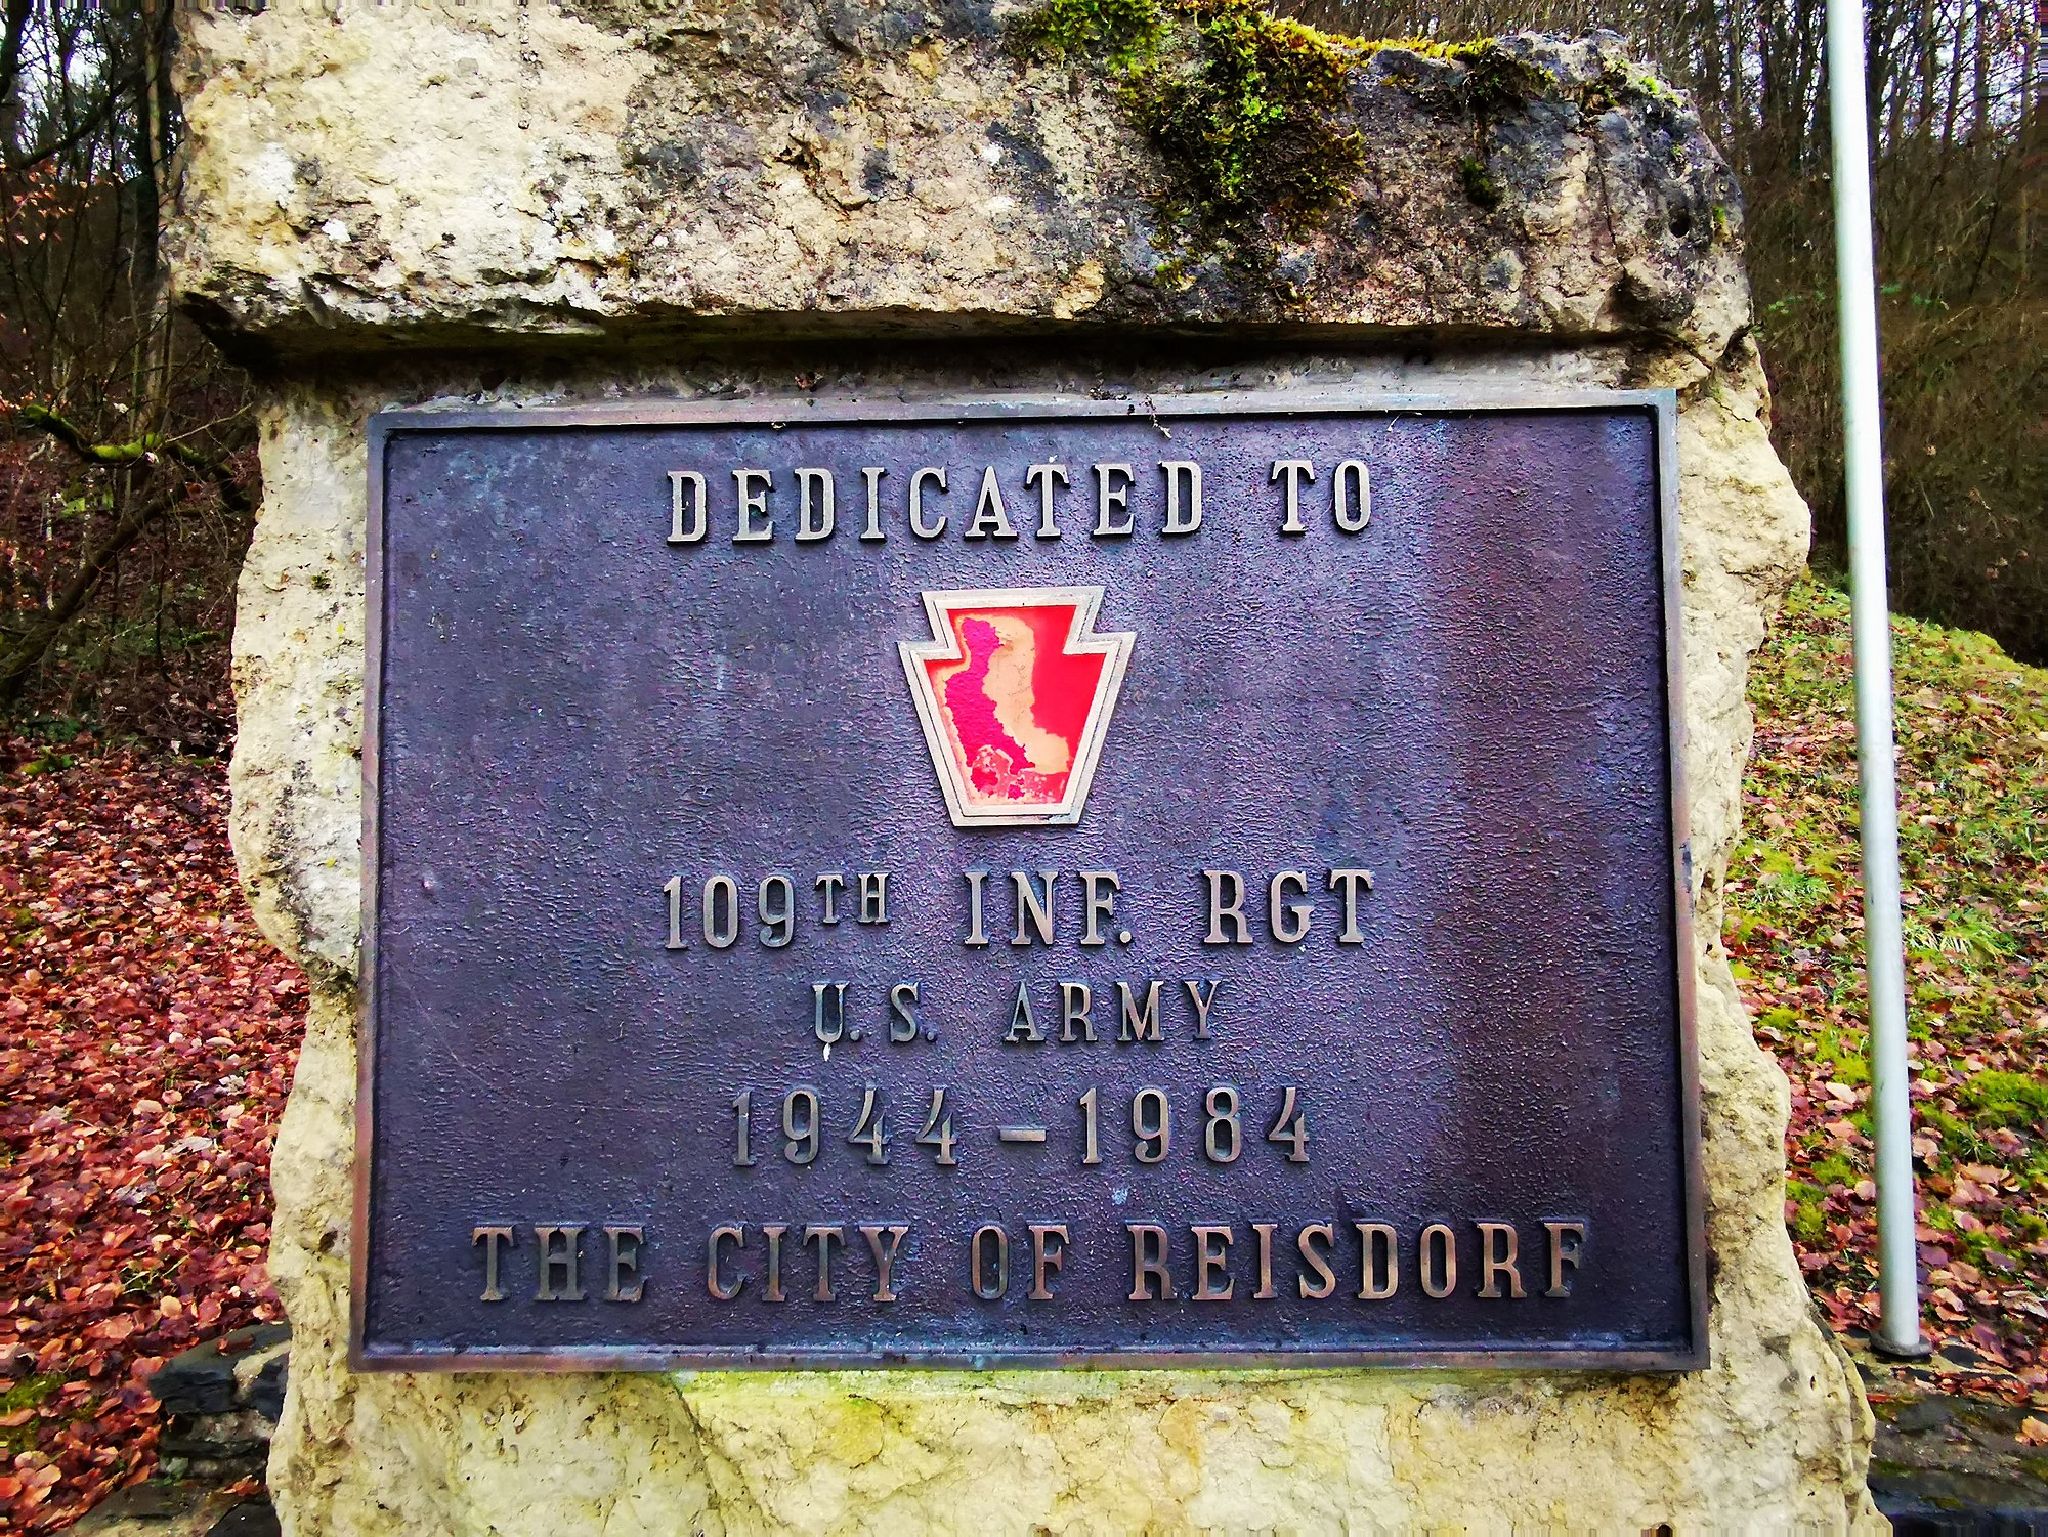 DEDICATED TO
109TH INF. RGT
U.S. ARMY
1944-1984
THE CITY OF REISDORF